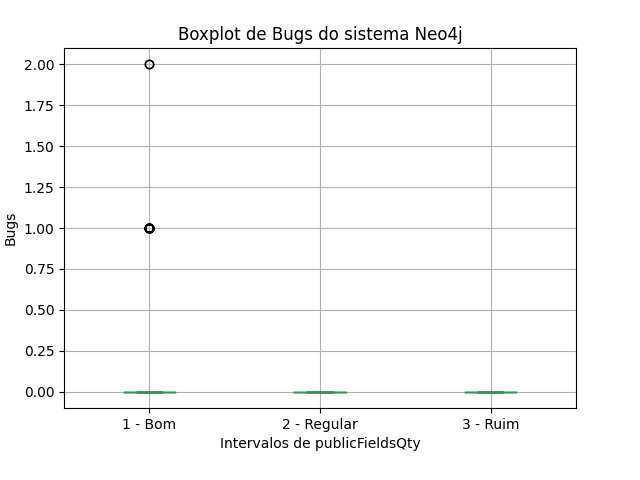 Boxplot de Bugs do sistema Neo4j
2.00
1.75
1.50
1.25
1.00
0.75
0.50
0.25
0.00
Bugs
1 - Bom
2 - Regular
3 - Ruim
Intervalos de publicFieldsQty